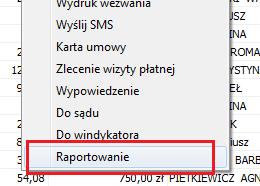 Wydruk wezwania
Wyślij SMS
Karta umowy
Zlecenie wizyty płatnej
Wypowiedzenie
Do sądu
Do windykatora
Raportowanie
54,08 750,00 zł PIETKIEWICZ AGN